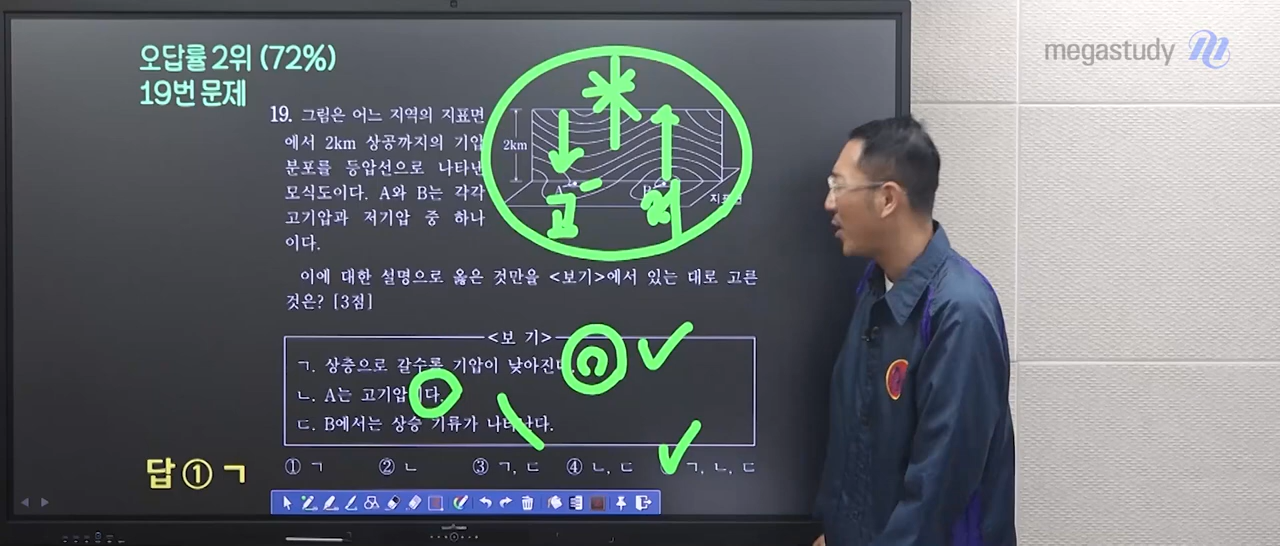 megastudy
오답률 2위 (72%)
19번 문제
19. 그림은 어느 지역의 지표면
에서 2km 상공까지의 기압
분포를 등압선으로 나타낸
모식도이다. A와 B는 각각
고기압과 저기압 중 하나
이다.
2km
A
B
고
저
이에 대한 설명으로 옳은 것만을 <보기>에서 있는 대로 고른
것은? [3점]
<보 기>
ㄱ. 상층으로 갈수록 기압이 낮아진다.
ㄴ. A는 고기압이다.
ㄷ. B에서는 상승 기류가 나타난다.
① ㄱ ② ㄴ ③ ㄱ, ㄷ ④ ㄴ, ㄷ ㄱ, ㄴ, ㄷ
답 ① ㄱ